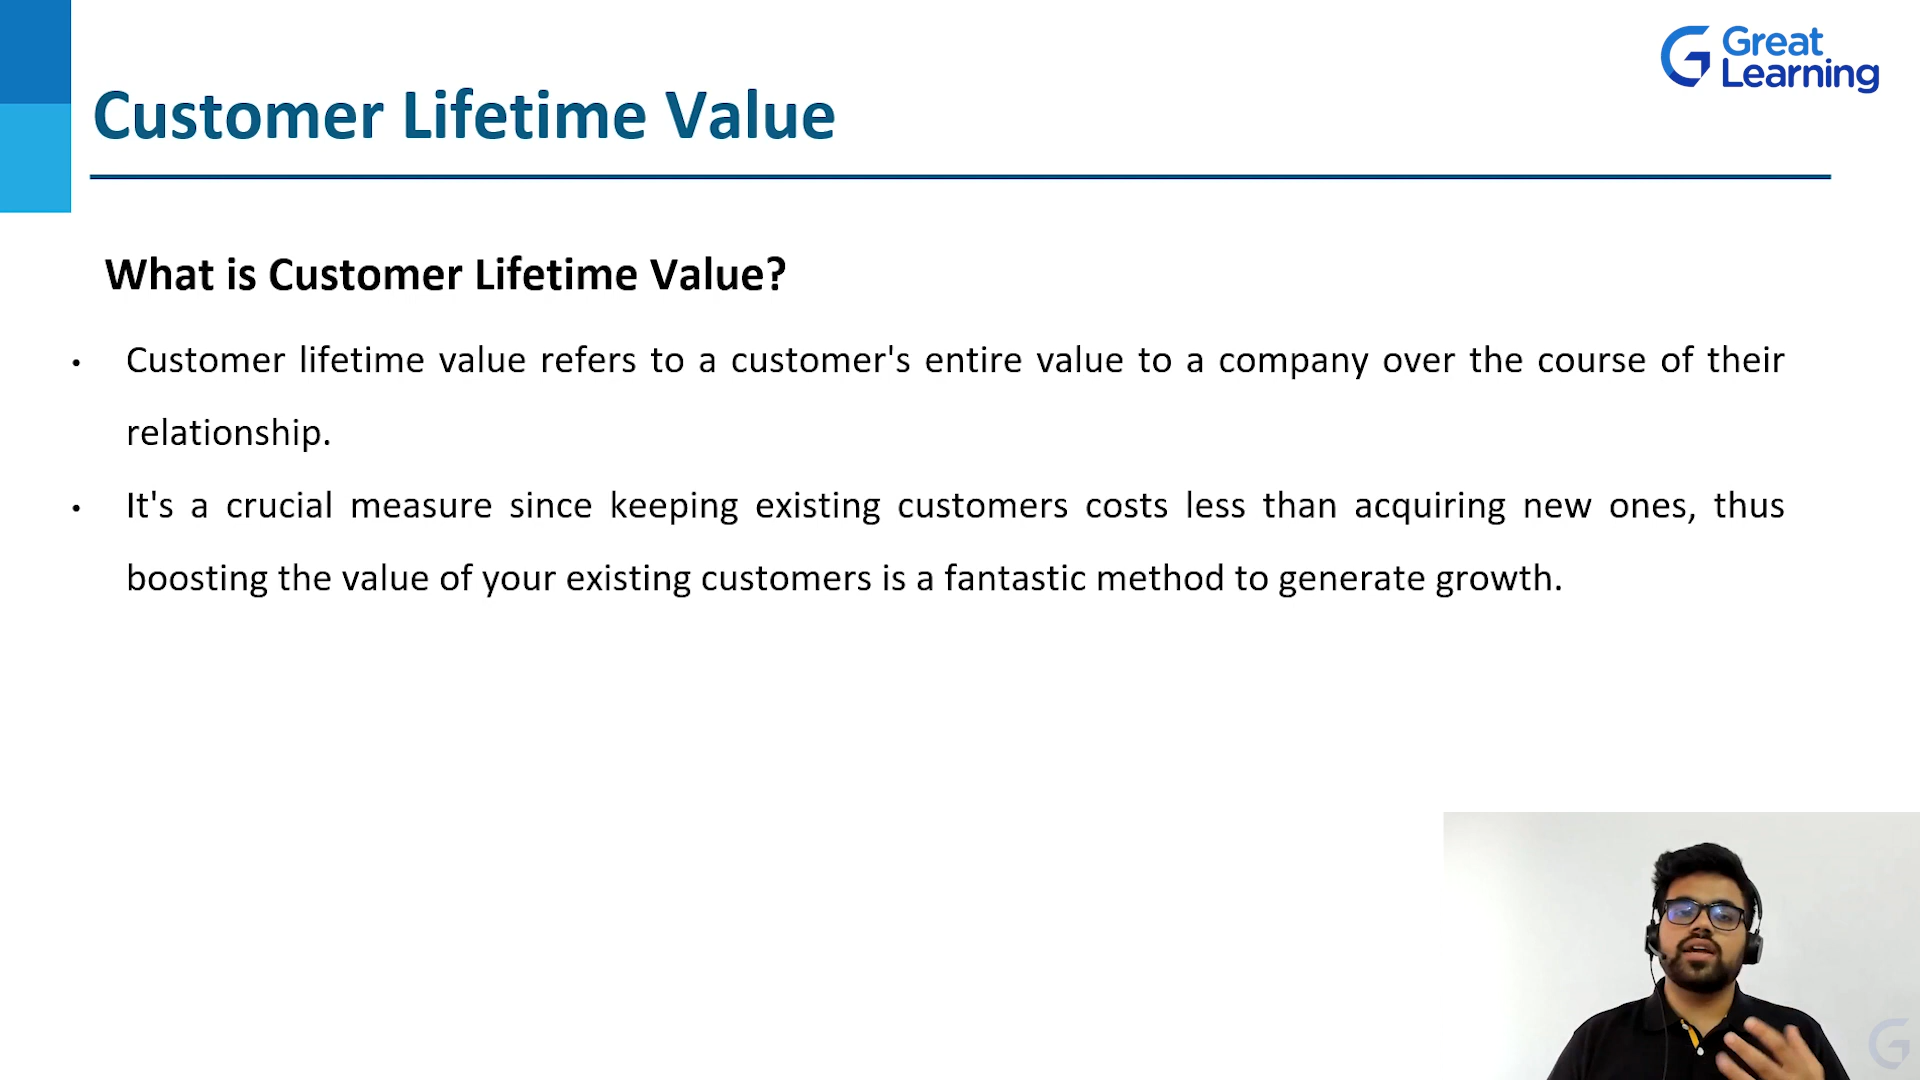 Great
Learning
Customer Lifetime Value
What is Customer Lifetime Value?
• Customer lifetime value refers to a customer's entire value to a company over the course of their
relationship.
• It's a crucial measure since keeping existing customers costs less than acquiring new ones, thus
boosting the value of your existing customers is a fantastic method to generate growth.